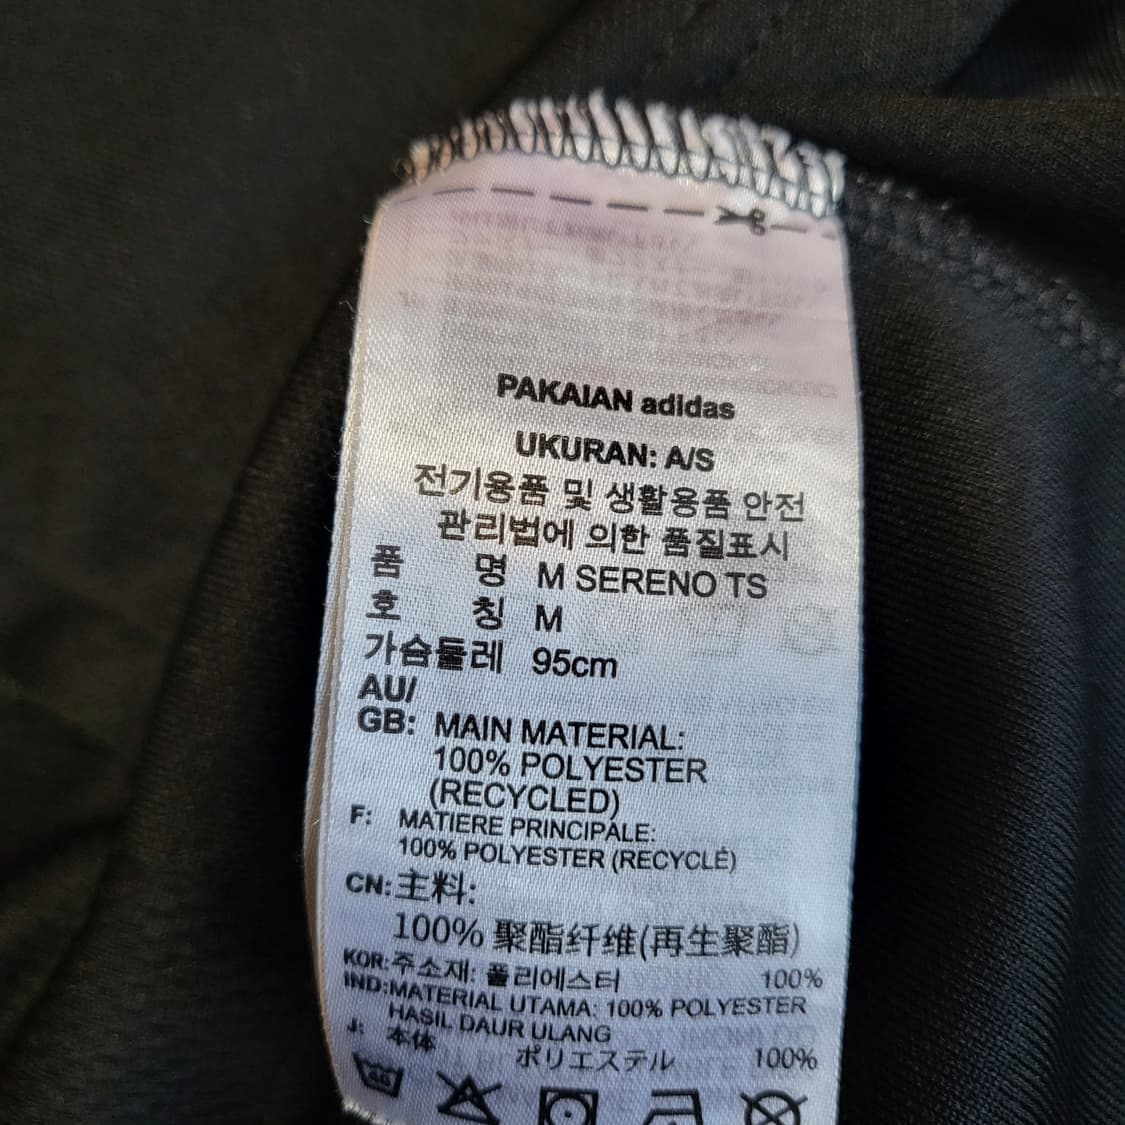 PAKAIAN adidas
UKURAN: A/S
전기용품 및 생활용품 안전
관리법에 의한 품질표시
품 명 M SERENO TS
호 칭 M
가슴둘레 95cm
AU/
GB: MAIN MATERIAL:
100% POLYESTER
(RECYCLED)
F: MATIERE PRINCIPALE:
100% POLYESTER (RECYCLÉ)
CN:主料:
100% 聚酯纤维(再生聚酯)
KOR:주소재: 폴리에스터 100%
IND:MATERIAL UTAMA: 100% POLYESTER
HASIL DAUR ULANG
J: 本体 ポリエステル 100%
40